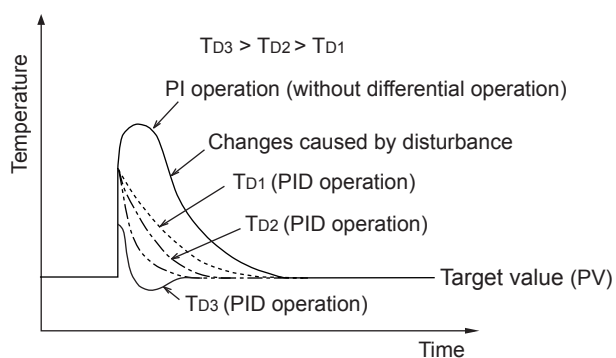 TD3 > TD2 > TD1
PI operation (without differential operation)
Changes caused by disturbance
TD1 (PID operation)
TD2 (PID operation)
Target value (PV)
TD3 (PID operation)
Temperature
Time